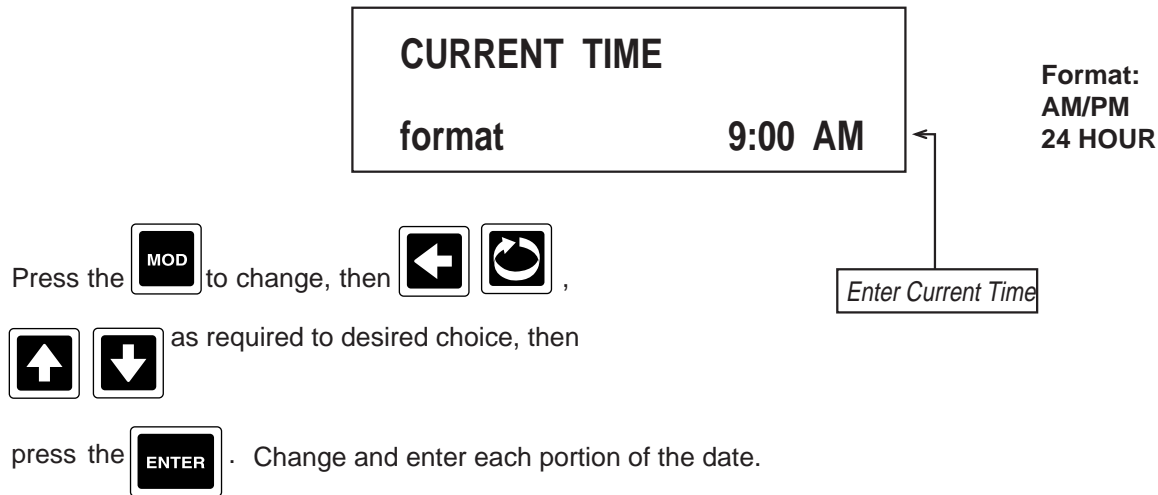 CURRENT TIME
format 9:00 AM
Format:
AM/PM
24 HOUR
Enter Current Time
Press the MOD to change, then ,
as required to desired choice, then
press the ENTER . Change and enter each portion of the date.